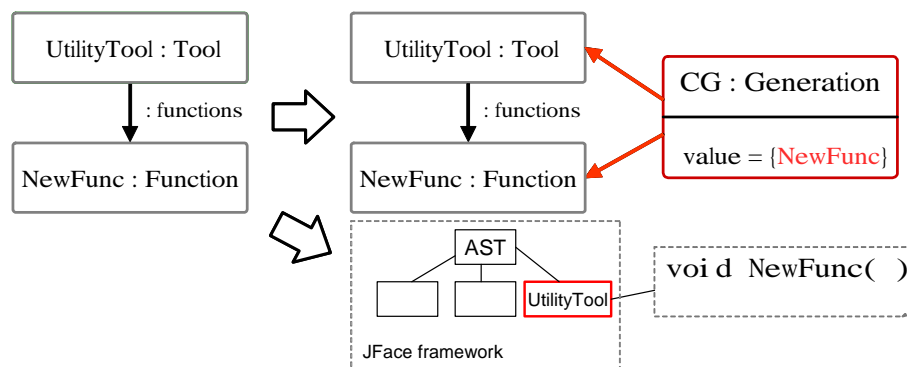 UtilityTool : Tool
UtilityTool : Tool
CG : Generation
: functions
: functions
value = {NewFunc}
NewFunc : Function
NewFunc : Function
AST
void NewFunc( )
UtilityTool
JFace framework